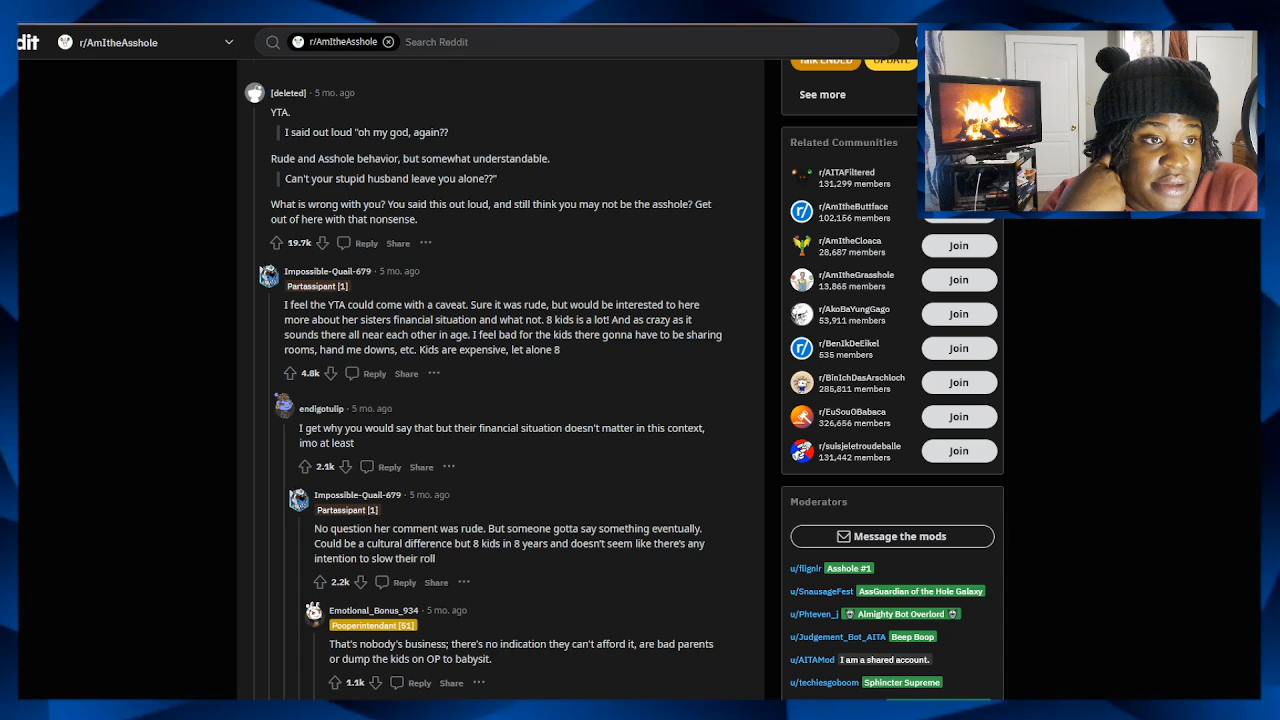 dit
r/AmItheAsshole
r/AmItheAsshole
Search Reddit
[deleted] · 5 mo. ago
YTA.
I said out loud "oh my god, again??
Rude and Asshole behavior, but somewhat understandable.
Can't your stupid husband leave you alone??"
What is wrong with you? You said this out loud, and still think you may not be the asshole? Get
out of here with that nonsense.
19.7k Reply Share ···
Impossible-Quail-679 · 5 mo. ago
Partassipant [1]
I feel the YTA could come with a caveat. Sure it was rude, but would be interested to here
more about her sisters financial situation and what not. 8 kids is a lot! And as crazy as it
sounds there all near each other in age. I feel bad for the kids there gonna have to be sharing
rooms, hand me downs, etc. Kids are expensive, let alone 8
4.8k Reply Share ···
endigotulip · 5 mo. ago
I get why you would say that but their financial situation doesn't matter in this context,
imo at least
2.1k Reply Share ···
Impossible-Quail-679 · 5 mo. ago
Partassipant [1]
No question her comment was rude. But someone gotta say something eventually.
Could be a cultural difference but 8 kids in 8 years and doesn't seem like there's any
intention to slow their roll
2.2k Reply Share ···
Emotional_Bonus_934 · 5 mo. ago
Pooperintendant [51]
That's nobody's business; there's no indication they can't afford it, are bad parents
or dump the kids on OP to babysit.
1.1k Reply Share ···
Talk ENDED
UPDATE
See more
Related Communities
r/AITAFiltered
131,299 members
r/AmItheButtface
102,156 members
r/AmItheCloaca
28,687 members
Join
r/AmItheGrasshole
13,865 members
Join
r/AkoBaYungGago
53,911 members
Join
r/BenIkDeEikel
535 members
Join
r/BinIchDasArschloch
285,811 members
Join
r/EuSouOBabaca
326,656 members
Join
r/suisjeletroudeballe
131,442 members
Join
Moderators
Message the mods
u/flignir Asshole #1
u/SnausageFest AssGuardian of the Hole Galaxy
u/Phteven_j Almighty Bot Overlord
u/Judgement_Bot_AITA Beep Boop
u/AITAMod I am a shared account.
u/techiesgoboom Sphincter Supreme